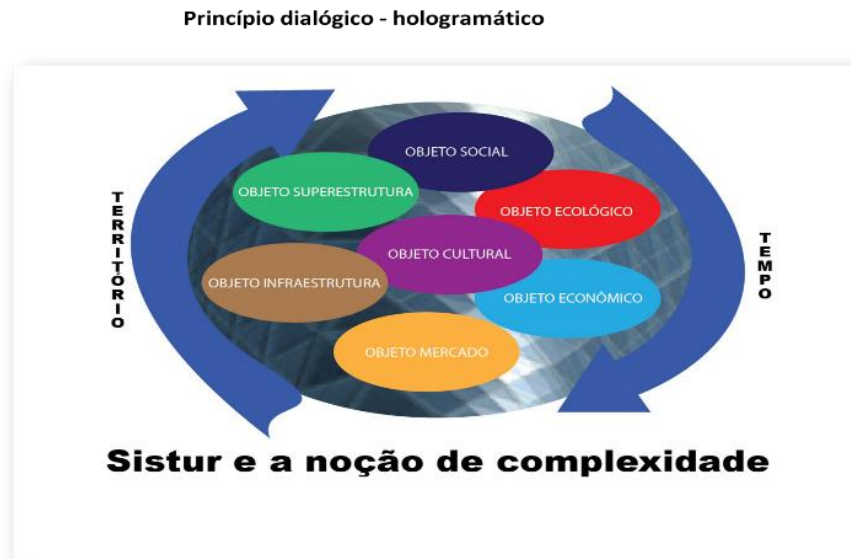 Princípio dialógico - hologramático
OBJETO SOCIAL
OBJETO SUPERESTRUTURA
OBJETO ECOLÓGICO
TERRITÓRIO
OBJETO CULTURAL
TEMPO
OBJETO INFRAESTRUTURA
OBJETO ECONÔMICO
OBJETO MERCADO
Sistur e a noção de complexidade